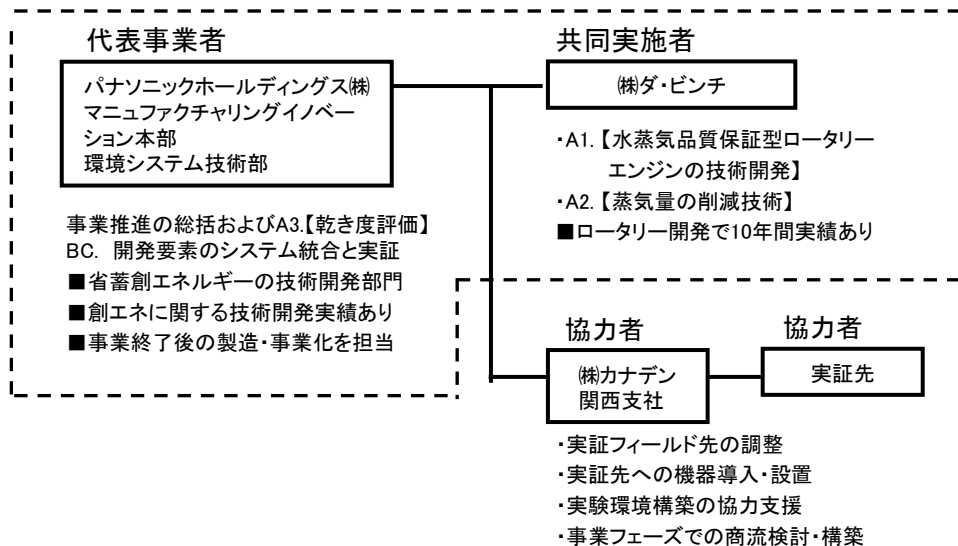 代表事業者
パナソニックホールディングス㈱
マニュファクチャリングイノベー
ション本部
環境システム技術部
事業推進の総括およびA3.【乾き度評価】
BC. 開発要素のシステム統合と実証
■省蓄創エネルギーの技術開発部門
■創エネに関する技術開発実績あり
■事業終了後の製造・事業化を担当
共同実施者
㈱ダ・ビンチ
・A1.【水蒸気品質保証型ロータリー
エンジンの技術開発】
・A2.【蒸気量の削減技術】
■ロータリー開発で10年間実績あり
協力者
㈱カナデン
関西支社
協力者
実証先
・実証フィールド先の調整
・実証先への機器導入・設置
・実験環境構築の協力支援
・事業フェーズでの商流検討・構築